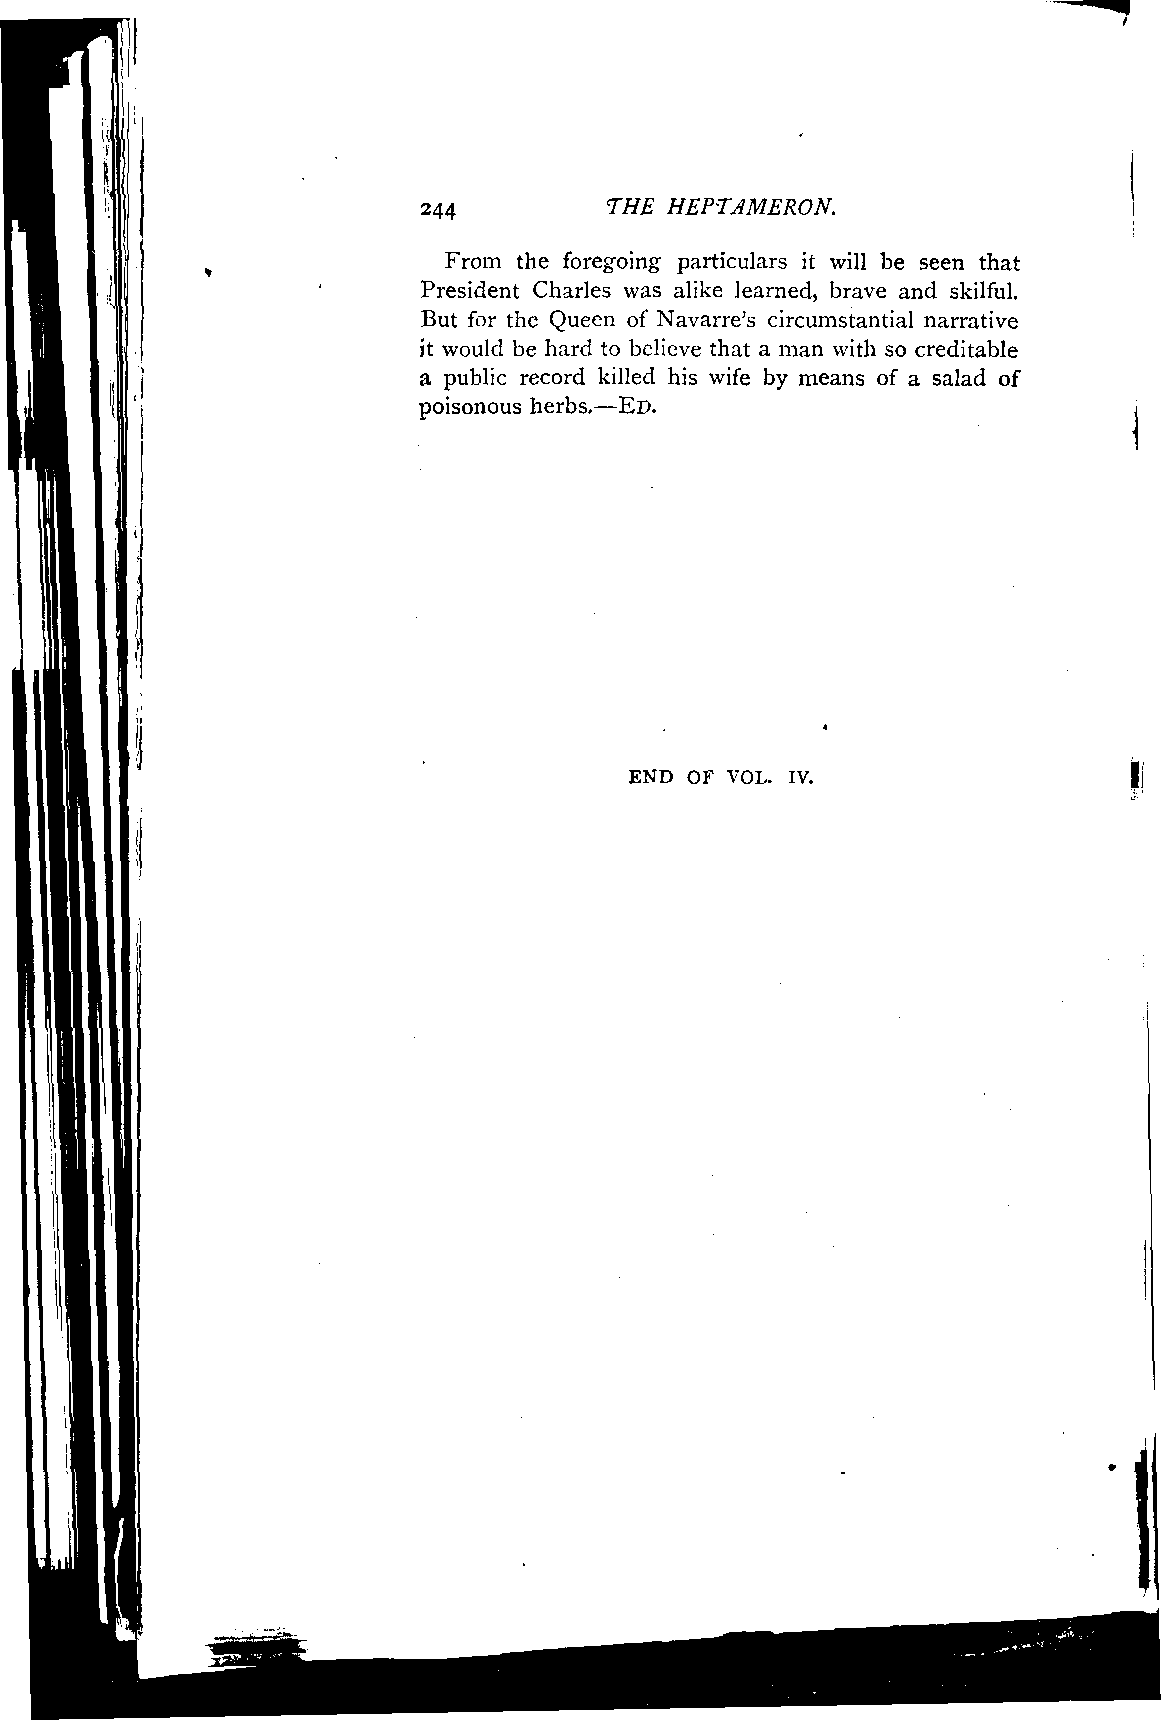 244 THE HEPTAMERON.
From the foregoing particulars it will be seen that
President Charles was alike learned, brave and skilful.
But for the Queen of Navarre's circumstantial narrative
it would be hard to believe that a man with so creditable
a public record killed his wife by means of a salad of
poisonous herbs.—ED.
END OF VOL. IV.